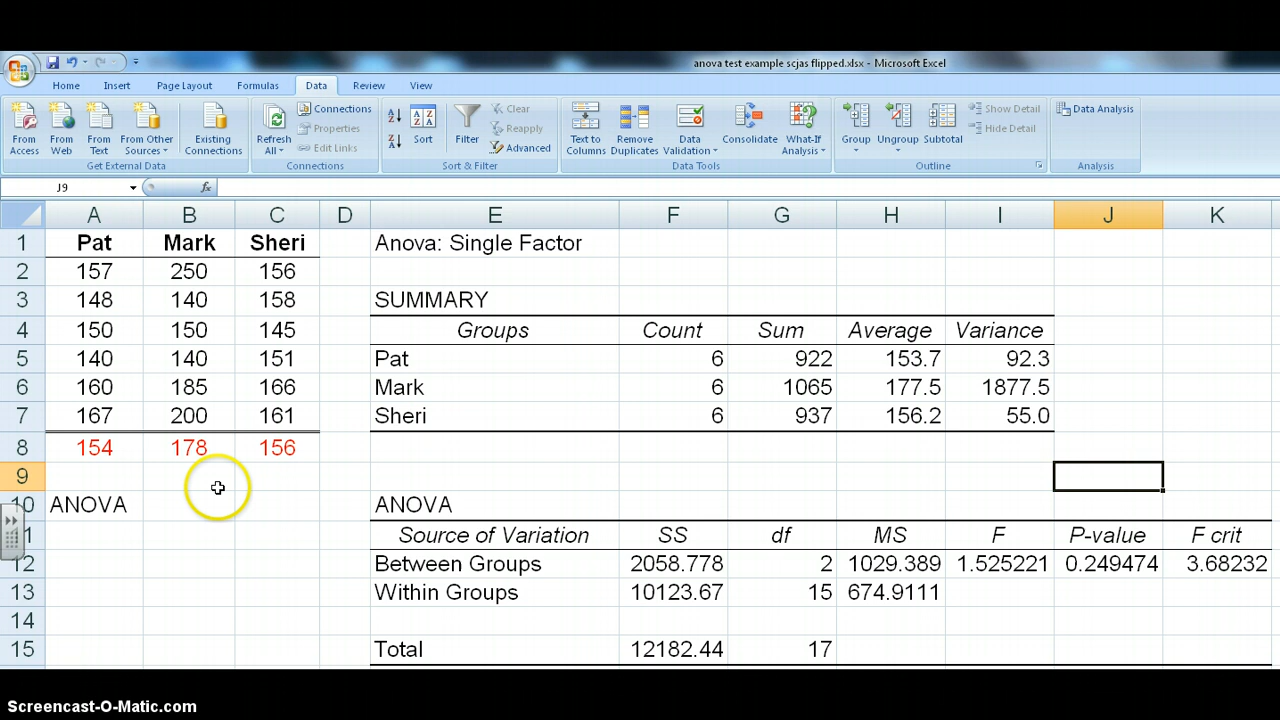 anova test example scjas flipped.xlsx - Microsoft Excel
Home Insert Page Layout Formulas Data Review View
From Access From Web From Text From Other Sources Existing Connections
Get External Data
Refresh All Connections Properties Edit Links
Connections
Sort Filter Clear Reapply Advanced
Sort & Filter
Text to Columns Remove Duplicates Data Validation Consolidate What-If Analysis
Data Tools
Group Ungroup Subtotal Show Detail Hide Detail
Outline
Data Analysis
Analysis
J9 fx
A B C D E F G H I J K
1 Pat Mark Sheri Anova: Single Factor
2 157 250 156
3 148 140 158 SUMMARY
4 150 150 145 Groups Count Sum Average Variance
5 140 140 151 Pat 6 922 153.7 92.3
6 160 185 166 Mark 6 1065 177.5 1877.5
7 167 200 161 Sheri 6 937 156.2 55.0
8 154 178 156
9
10 ANOVA ANOVA
11 Source of Variation SS df MS F P-value F crit
12 Between Groups 2058.778 2 1029.389 1.525221 0.249474 3.68232
13 Within Groups 10123.67 15 674.9111
14
15 Total 12182.44 17
Screencast-O-Matic.com